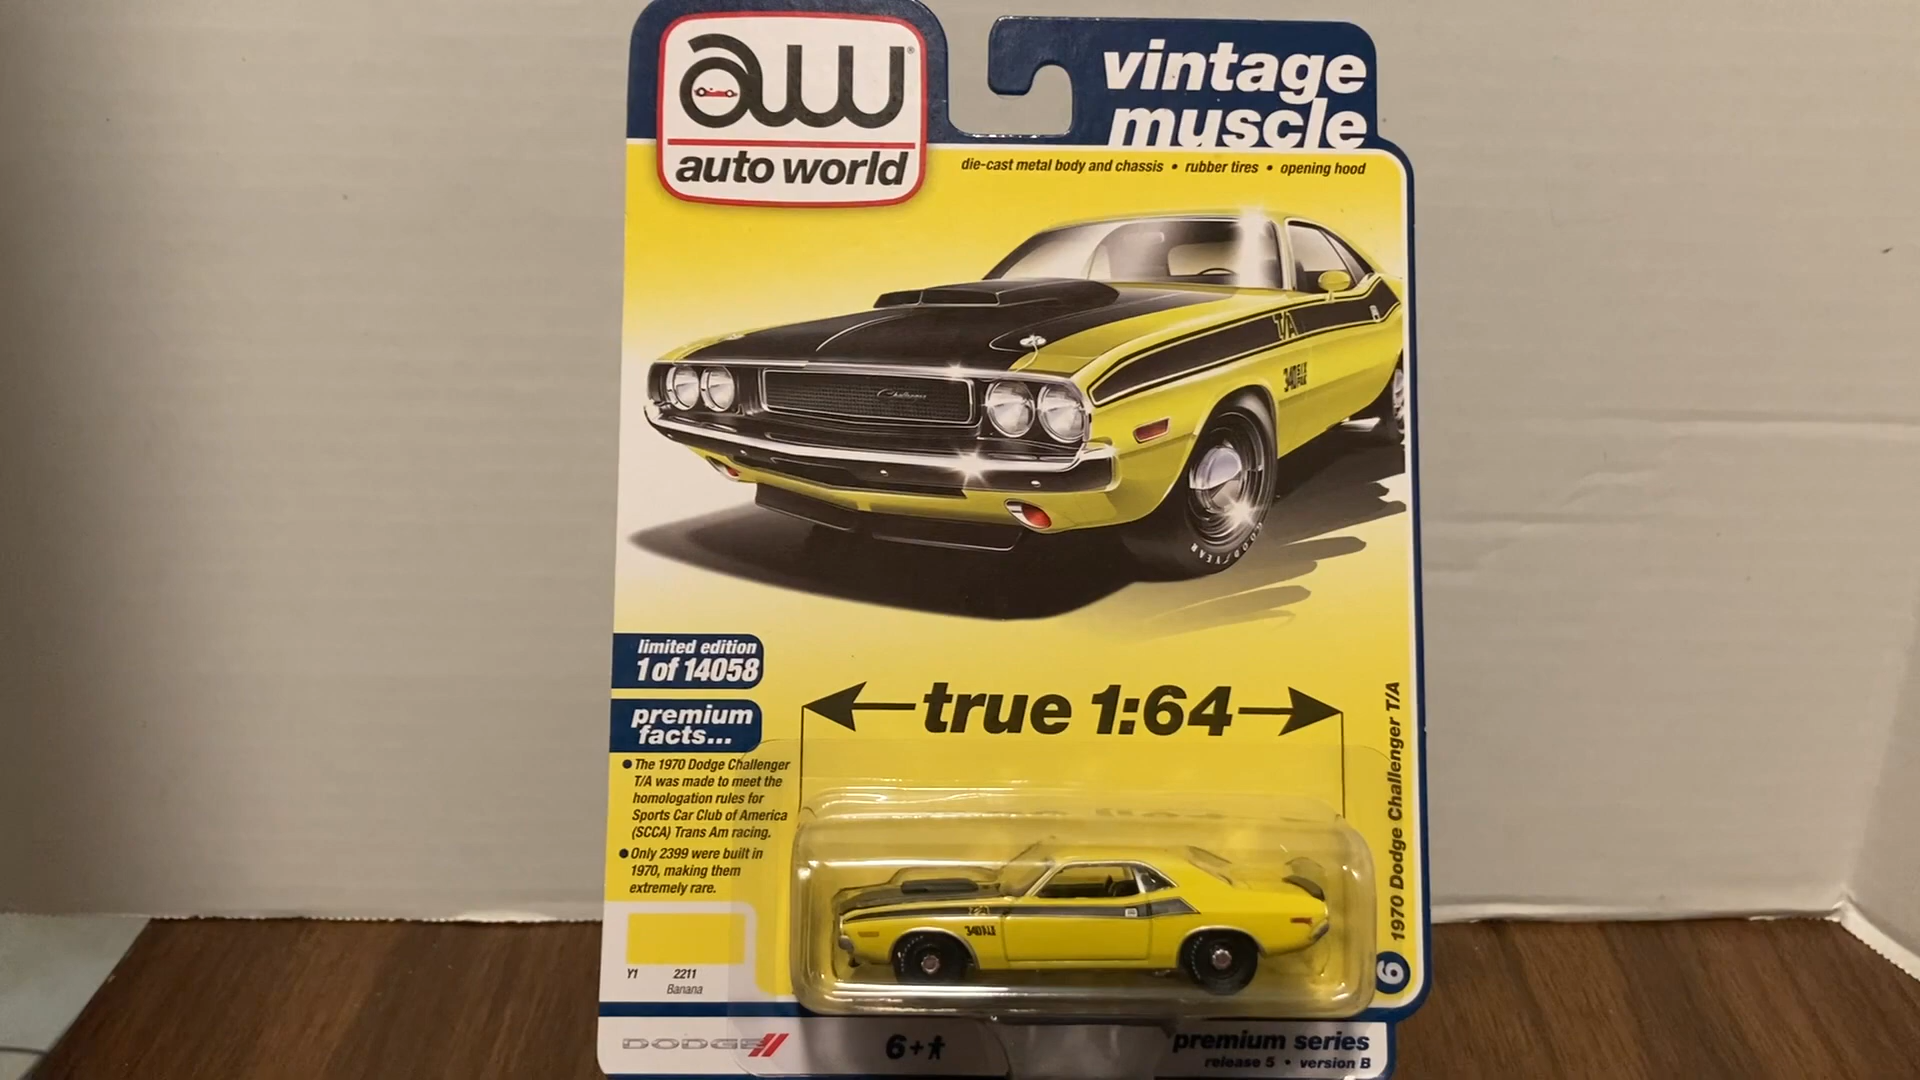 aw®
auto world
vintage
muscle
die-cast metal body and chassis • rubber tires • opening hood
Challenger
T/A
340 SIX
PAK
GOODYEAR
limited edition
1 of 14058
premium
facts...
true 1:64
• The 1970 Dodge Challenger
T/A was made to meet the
homologation rules for
Sports Car Club of America
(SCCA) Trans Am racing.
• Only 2399 were built in
1970, making them
extremely rare.
Y1 2211
Banana
1970 Dodge Challenger T/A
6
DODGE
6+
premium series
release 5 • version B